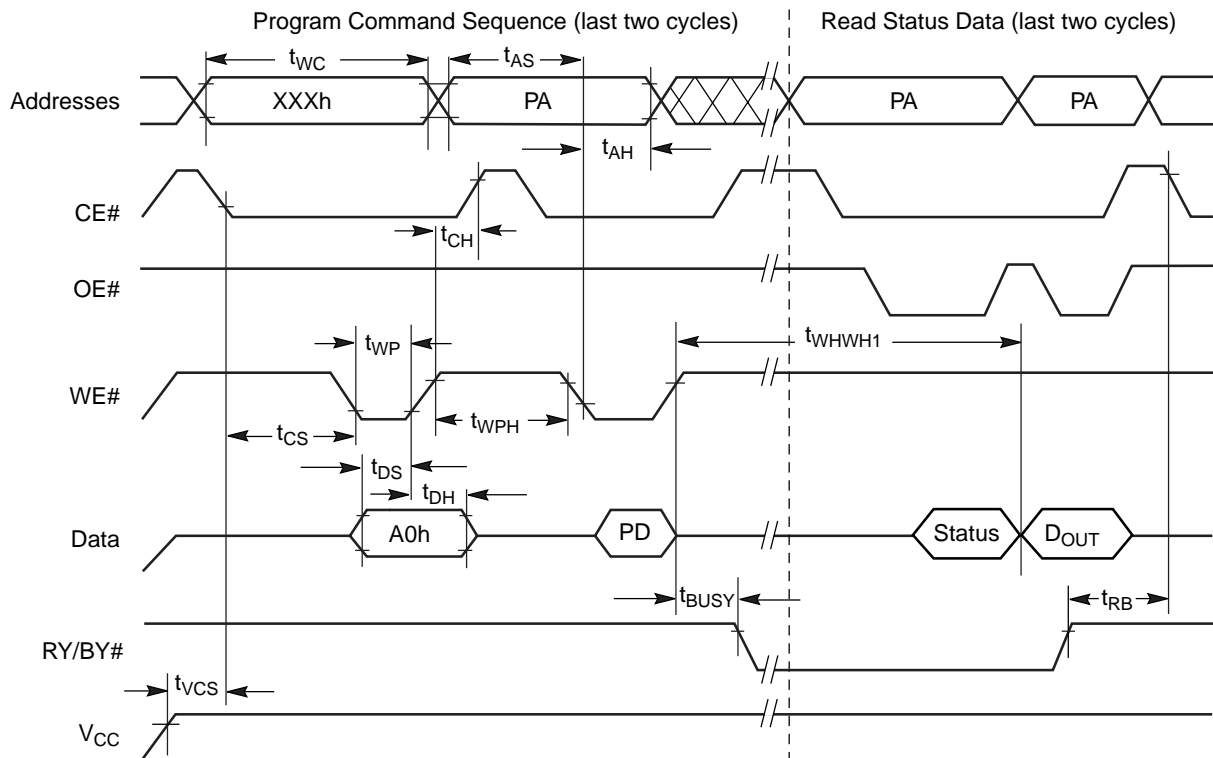 Program Command Sequence (last two cycles)
Read Status Data (last two cycles)
tWC
tAS
Addresses
XXXh
PA
PA
PA
tAH
CE#
tCH
OE#
tWP
tWHWH1
WE#
tWPH
tCS
tDS
tDH
Data
A0h
PD
Status
DOUT
tBUSY
tRB
RY/BY#
tVCS
VCC